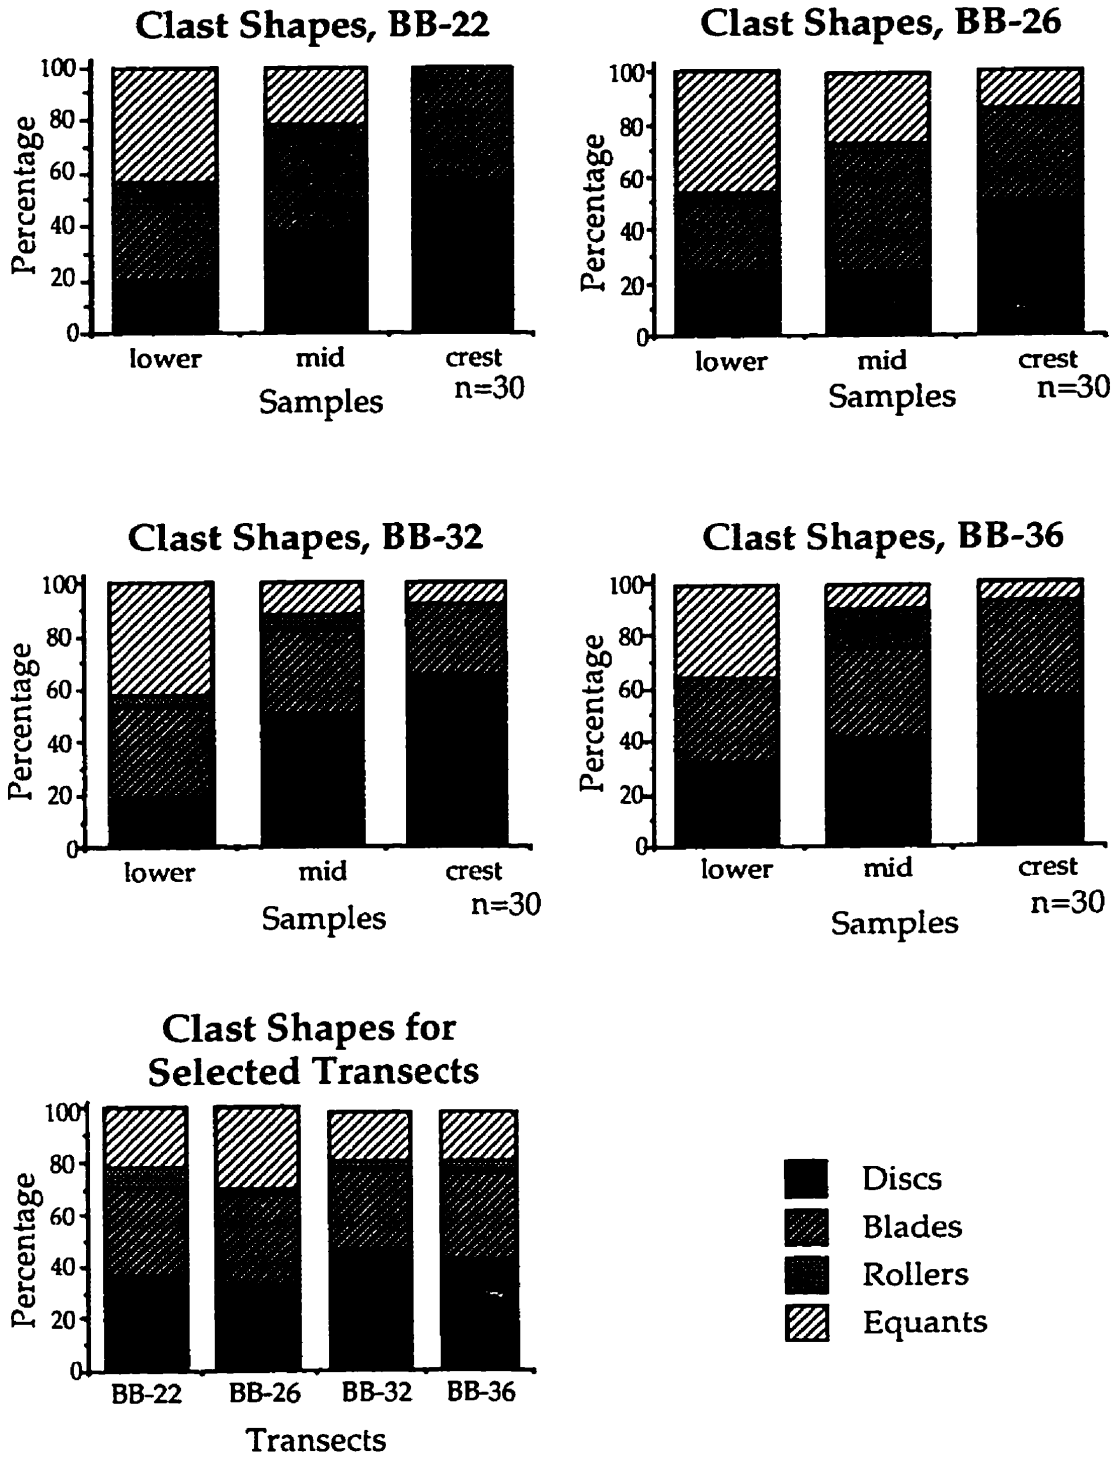 Clast Shapes, BB-22
Percentage
100
80
60
40
20
0
lower mid crest
n=30
Samples
Clast Shapes, BB-26
Percentage
100
80
60
40
20
0
lower mid crest
n=30
Samples
Clast Shapes, BB-32
Percentage
100
80
60
40
20
0
lower mid crest
n=30
Samples
Clast Shapes, BB-36
Percentage
100
80
60
40
20
0
lower mid crest
n=30
Samples
Clast Shapes for
Selected Transects
Percentage
100
80
60
40
20
0
BB-22 BB-26 BB-32 BB-36
Transects
Discs
Blades
Rollers
Equants